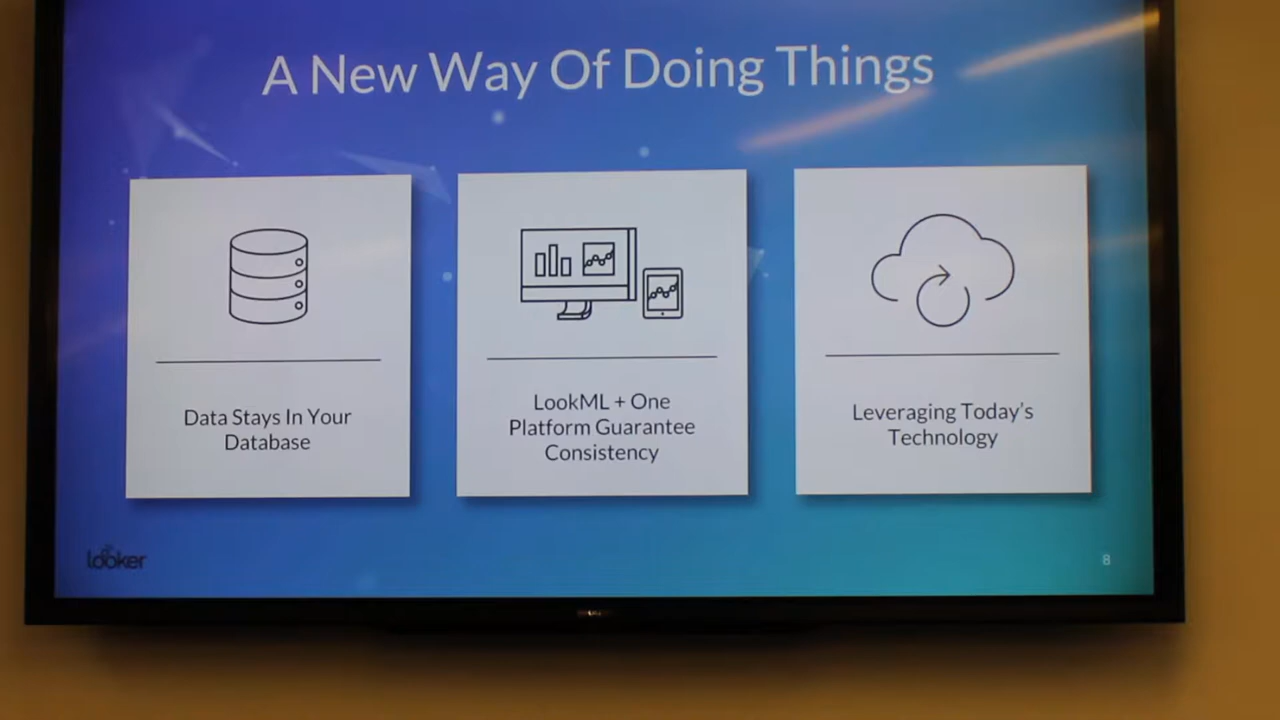 A New Way Of Doing Things
Data Stays In Your
Database
LookML + One
Platform Guarantee
Consistency
Leveraging Today's
Technology
looker
8